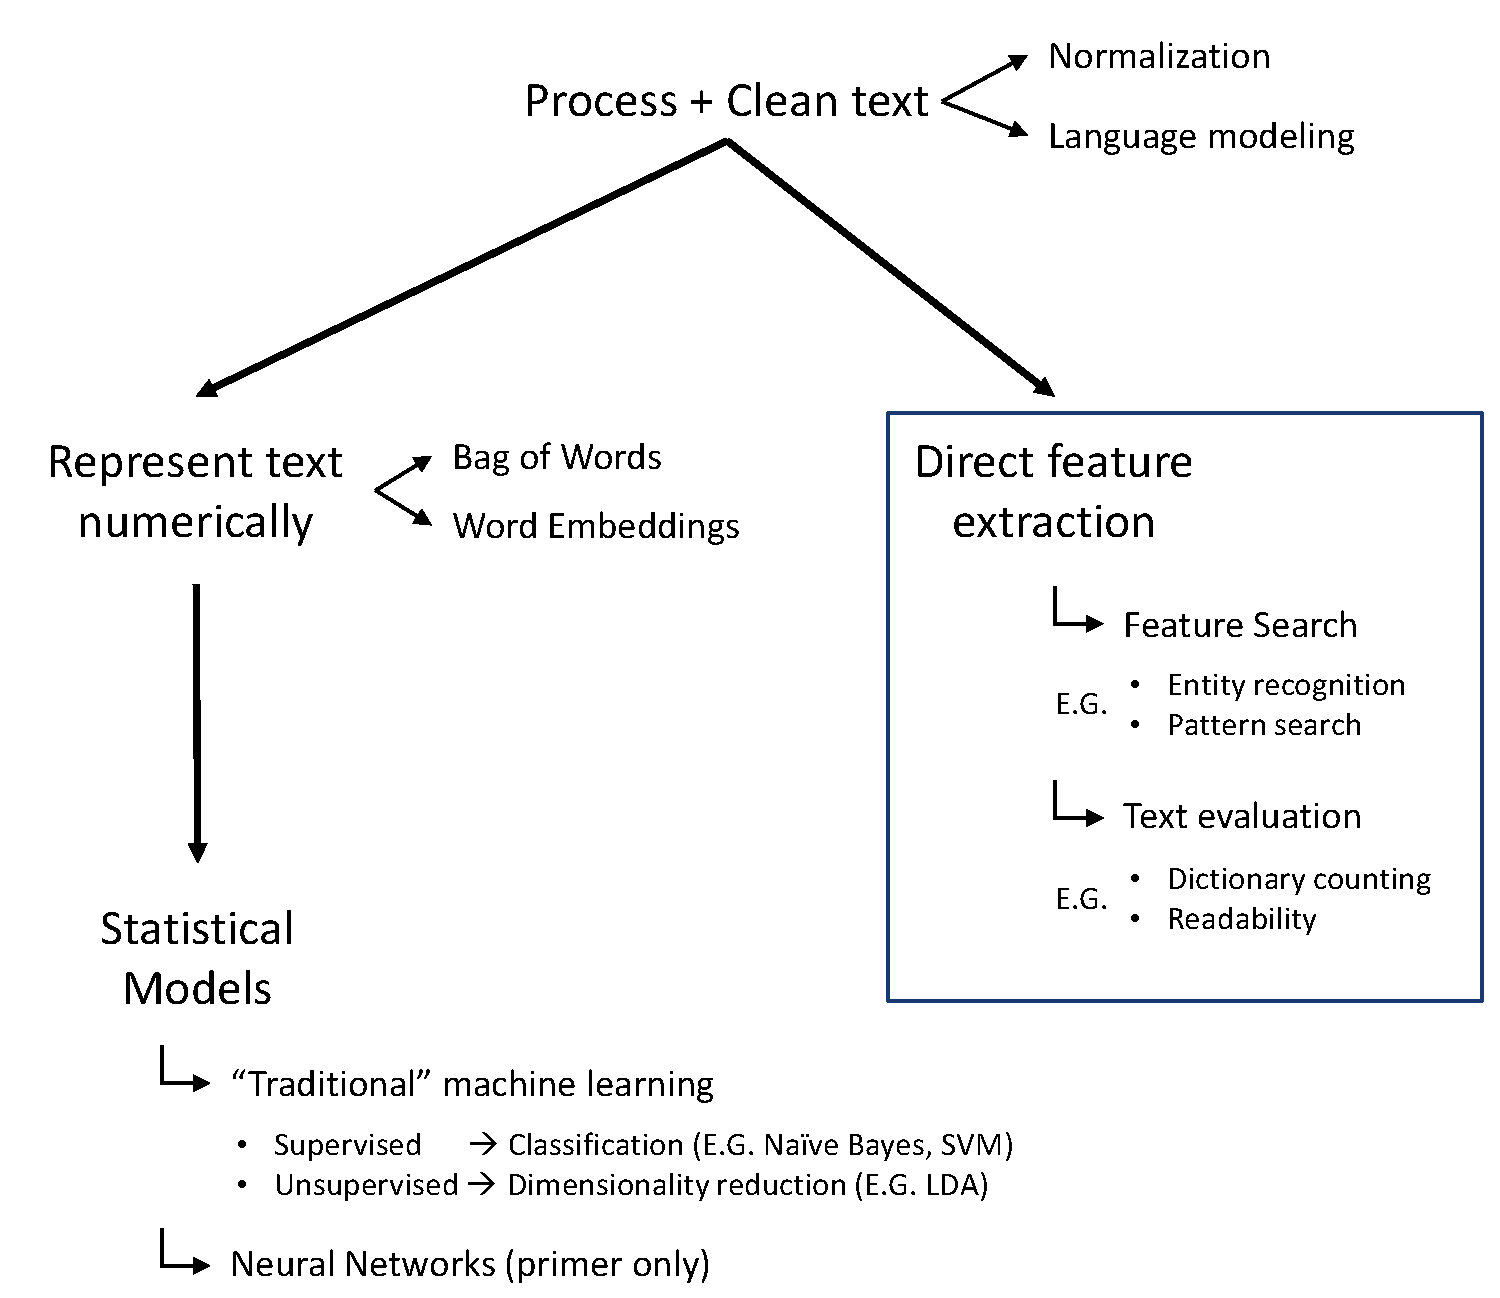 Process + Clean text
Normalization
Language modeling
Represent text
numerically
Bag of Words
Word Embeddings
Direct feature
extraction
Feature Search
E.G.
• Entity recognition
• Pattern search
Text evaluation
E.G.
• Dictionary counting
• Readability
Statistical
Models
“Traditional” machine learning
• Supervised → Classification (E.G. Naïve Bayes, SVM)
• Unsupervised → Dimensionality reduction (E.G. LDA)
Neural Networks (primer only)